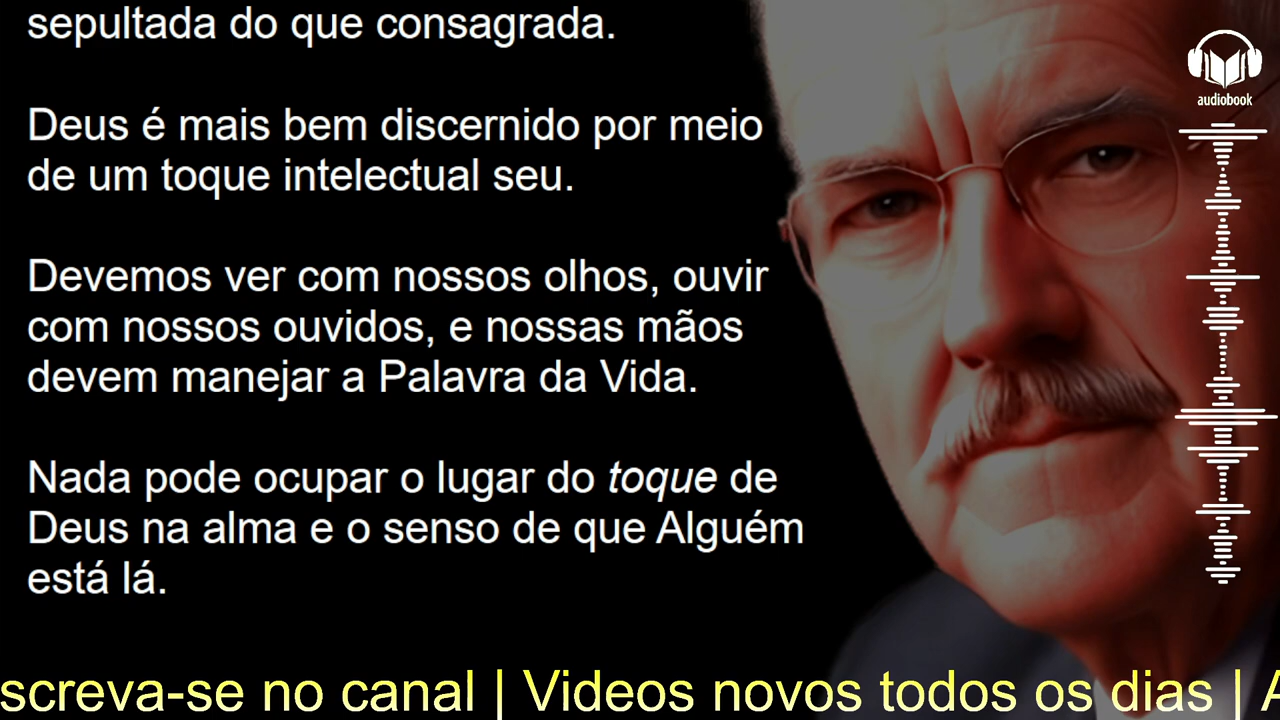 sepultada do que consagrada.
Deus é mais bem discernido por meio
de um toque intelectual seu.
Devemos ver com nossos olhos, ouvir
com nossos ouvidos, e nossas mãos
devem manejar a Palavra da Vida.
Nada pode ocupar o lugar do toque de
Deus na alma e o senso de que Alguém
está lá.
audiobook
screva-se no canal | Videos novos todos os dias | A